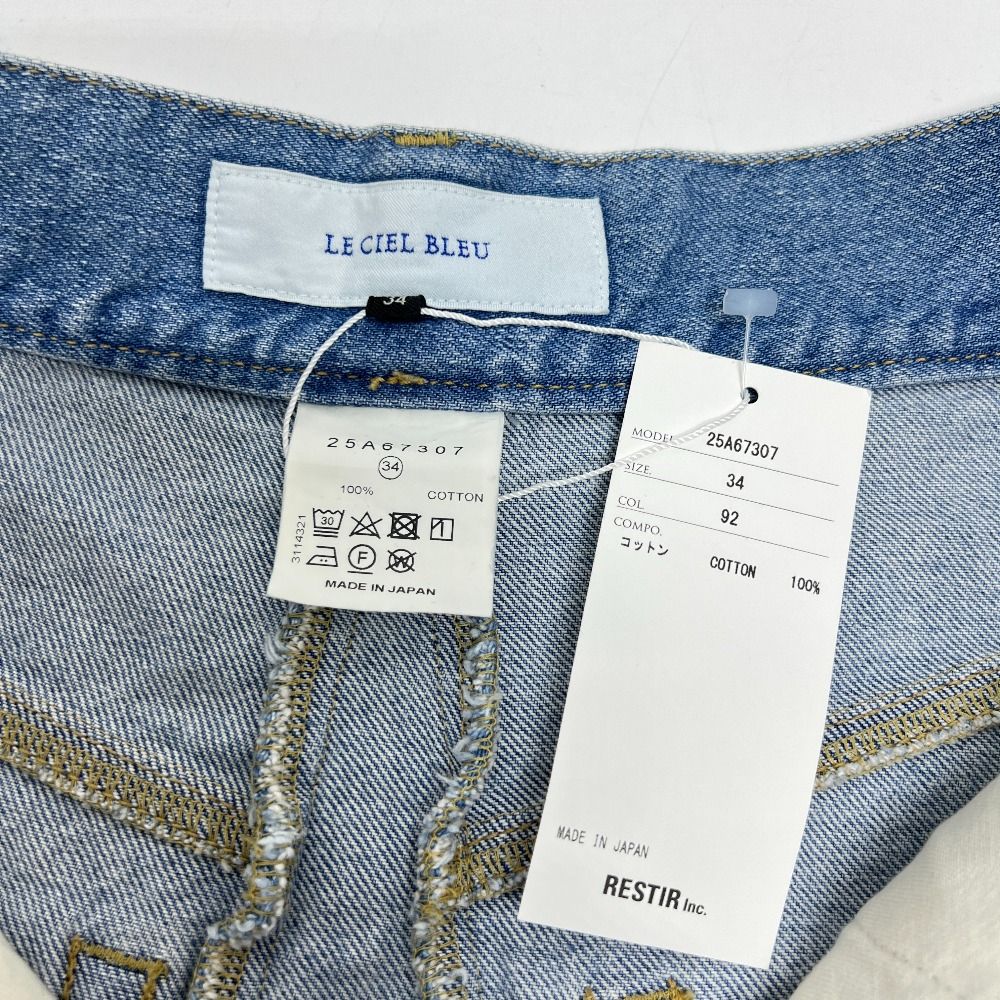 LE CIEL BLEU
34
25A67307
34
100% COTTON
3114321
30
F
MADE IN JAPAN
MODEL 25A67307
SIZE. 34
COL. 92
COMPO.
コットン COTTON 100%
MADE IN JAPAN
RESTIR Inc.